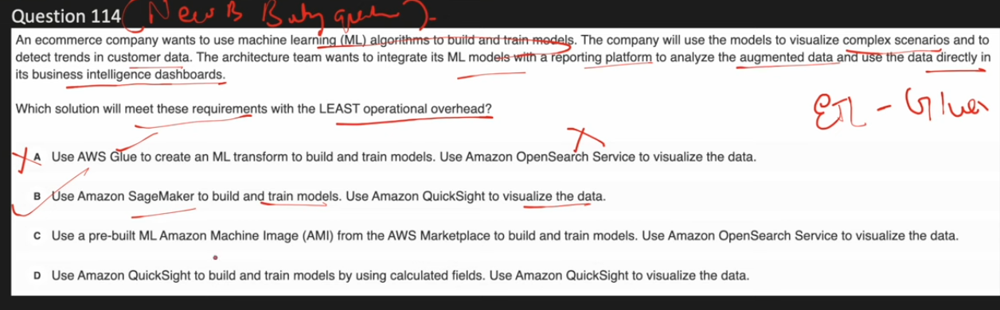 Question 114
An ecommerce company wants to use machine learning (ML) algorithms to build and train models. The company will use the models to visualize complex scenarios and to
detect trends in customer data. The architecture team wants to integrate its ML models with a reporting platform to analyze the augmented data and use the data directly in
its business intelligence dashboards.
Which solution will meet these requirements with the LEAST operational overhead?
ETL - Glue
A Use AWS Glue to create an ML transform to build and train models. Use Amazon OpenSearch Service to visualize the data.
B Use Amazon SageMaker to build and train models. Use Amazon QuickSight to visualize the data.
C Use a pre-built ML Amazon Machine Image (AMI) from the AWS Marketplace to build and train models. Use Amazon OpenSearch Service to visualize the data.
D Use Amazon QuickSight to build and train models by using calculated fields. Use Amazon QuickSight to visualize the data.